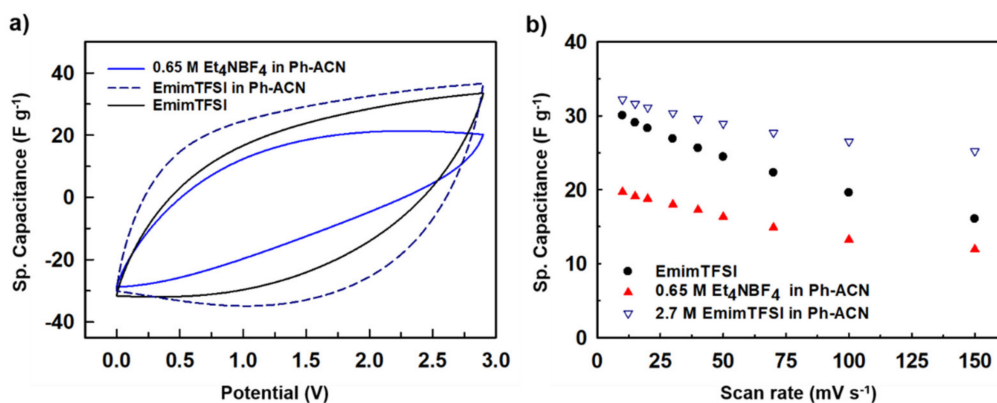 a)
0.65 M Et₄NBF₄ in Ph-ACN
EmimTFSI in Ph-ACN
EmimTFSI
Sp. Capacitance (F g⁻¹)
40
20
0
-20
-40
0.0 0.5 1.0 1.5 2.0 2.5 3.0
Potential (V)
b)
Sp. Capacitance (F g⁻¹)
40
30
20
10
0
EmimTFSI
0.65 M Et₄NBF₄ in Ph-ACN
2.7 M EmimTFSI in Ph-ACN
0 25 50 75 100 125 150
Scan rate (mV s⁻¹)